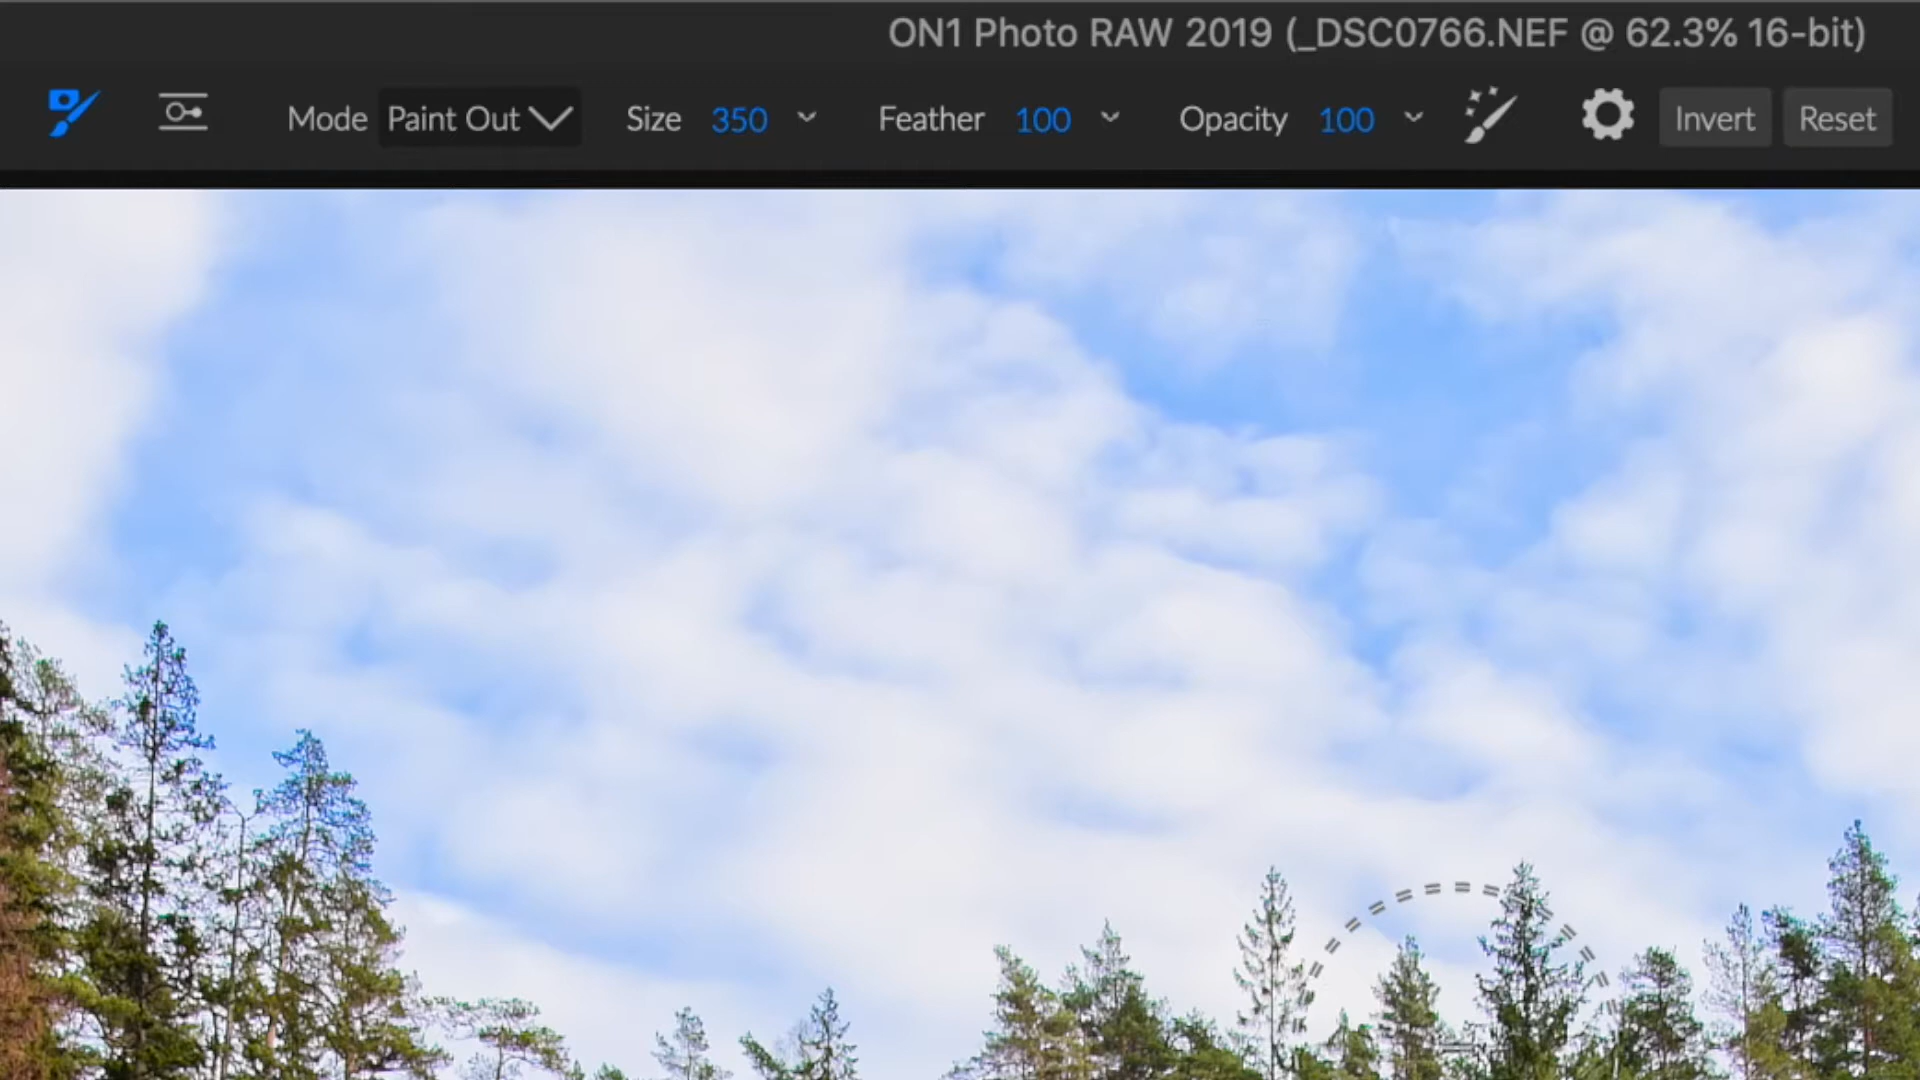 ON1 Photo RAW 2019 (_DSC0766.NEF @ 62.3% 16-bit)
Mode Paint Out Size 350 Feather 100 Opacity 100 Invert Reset